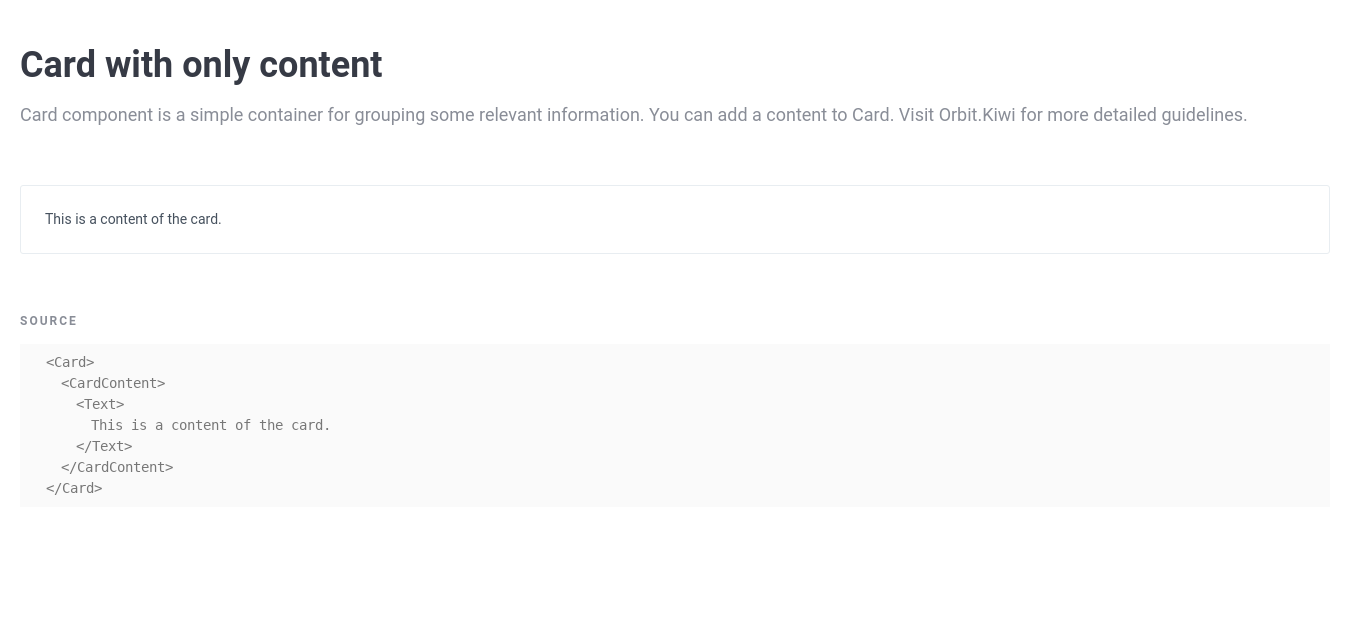 Card with only content
Card component is a simple container for grouping some relevant information. You can add a content to Card. Visit Orbit.Kiwi for more detailed guidelines.
This is a content of the card.
SOURCE
<Card>
  <CardContent>
    <Text>
      This is a content of the card.
    </Text>
  </CardContent>
</Card>